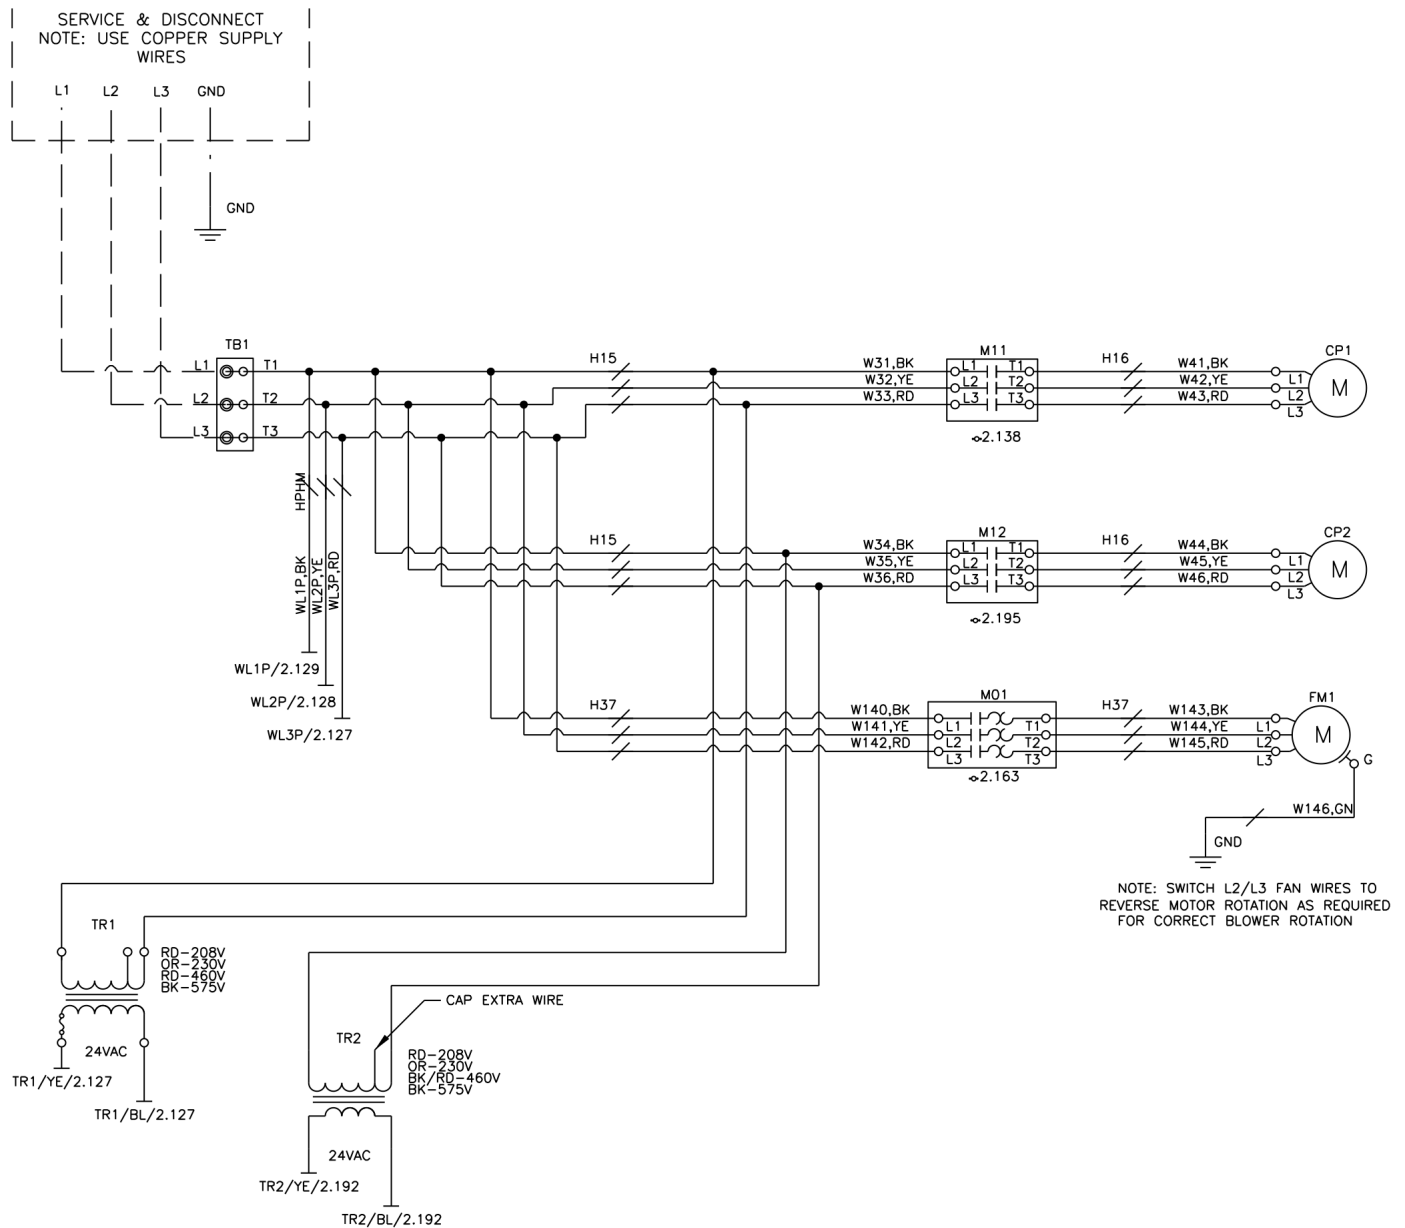 SERVICE & DISCONNECT
NOTE: USE COPPER SUPPLY
WIRES
L1 L2 L3 GND
GND
TB1
L1 T1
L2 T2
L3 T3
H15
W31,BK
W32,YE
W33,RD
M11
L1 T1
L2 T2
L3 T3
2.138
H16
W41,BK
W42,YE
W43,RD
CP1
L1
L2
L3
M
HPHM
WL1P,BK
WL2P,YE
WL3P,RD
WL1P/2.129
WL2P/2.128
WL3P/2.127
H15
W34,BK
W35,YE
W36,RD
M12
L1 T1
L2 T2
L3 T3
2.195
H16
W44,BK
W45,YE
W46,RD
CP2
L1
L2
L3
M
H37
W140,BK
W141,YE
W142,RD
M01
L1 T1
L2 T2
L3 T3
2.163
H37
W143,BK
W144,YE
W145,RD
FM1
L1
L2
L3
M
G
W146,GN
GND
NOTE: SWITCH L2/L3 FAN WIRES TO
REVERSE MOTOR ROTATION AS REQUIRED
FOR CORRECT BLOWER ROTATION
TR1
RD-208V
OR-230V
RD-460V
BK-575V
24VAC
TR1/YE/2.127
TR1/BL/2.127
CAP EXTRA WIRE
TR2
RD-208V
OR-230V
BK/RD-460V
BK-575V
24VAC
TR2/YE/2.192
TR2/BL/2.192